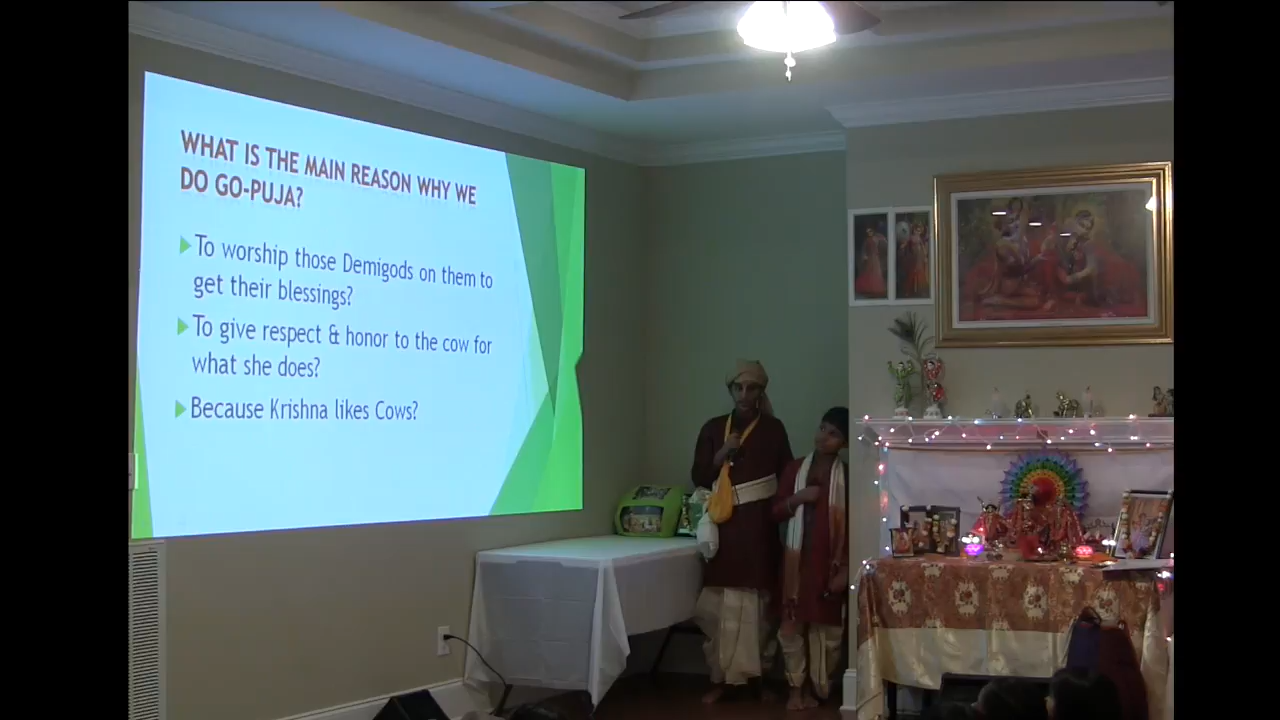 WHAT IS THE MAIN REASON WHY WE
DO GO-PUJA?
To worship those Demigods on them to
get their blessings?
To give respect & honor to the cow for
what she does?
Because Krishna likes Cows?